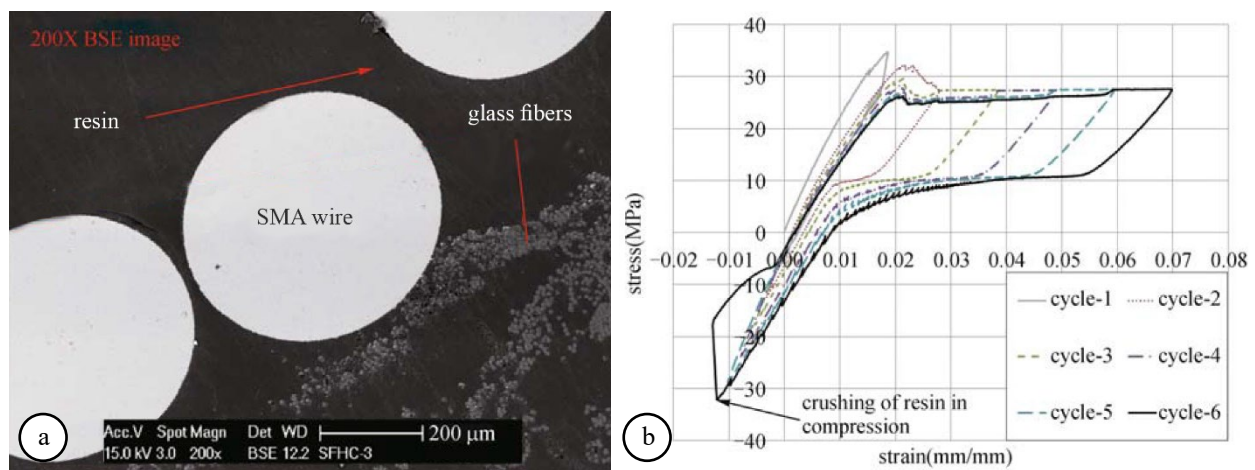 200X BSE image
resin
glass fibers
SMA wire
Acc.V Spot Magn Det WD 200 μm
15.0 kV 3.0 200x BSE 12.2 SFHC-3
a
40
30
20
10
0
−10
−20
−30
−40
−0.02 −0.01 0.00 0.01 0.02 0.03 0.04 0.05 0.06 0.07 0.08
stress(MPa)
strain(mm/mm)
cycle-1 cycle-2
cycle-3 cycle-4
cycle-5 cycle-6
crushing of resin in
compression
b